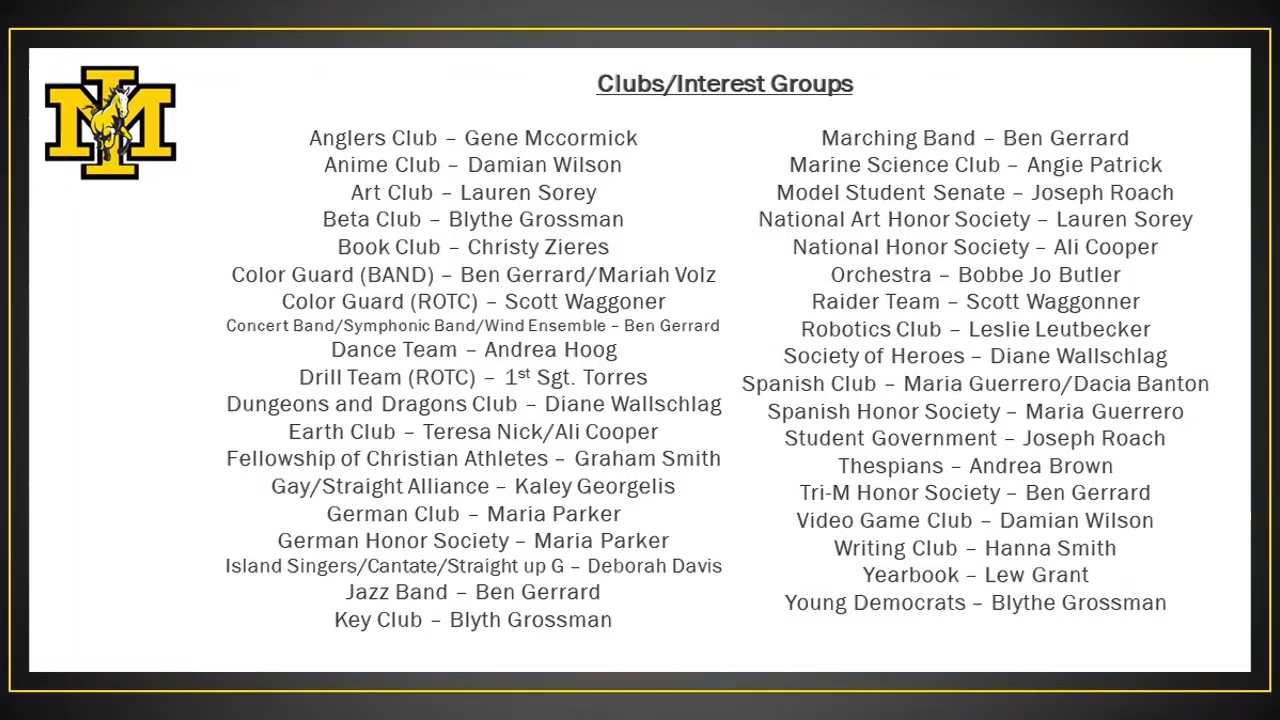 IM
Clubs/Interest Groups
Anglers Club – Gene Mccormick
Anime Club – Damian Wilson
Art Club – Lauren Sorey
Beta Club – Blythe Grossman
Book Club – Christy Zieres
Color Guard (BAND) – Ben Gerrard/Mariah Volz
Color Guard (ROTC) – Scott Waggoner
Concert Band/Symphonic Band/Wind Ensemble – Ben Gerrard
Dance Team – Andrea Hoog
Drill Team (ROTC) – 1st Sgt. Torres
Dungeons and Dragons Club – Diane Wallschlag
Earth Club – Teresa Nick/Ali Cooper
Fellowship of Christian Athletes – Graham Smith
Gay/Straight Alliance – Kaley Georgelis
German Club – Maria Parker
German Honor Society – Maria Parker
Island Singers/Cantate/Straight up G – Deborah Davis
Jazz Band – Ben Gerrard
Key Club – Blyth Grossman
Marching Band – Ben Gerrard
Marine Science Club – Angie Patrick
Model Student Senate – Joseph Roach
National Art Honor Society – Lauren Sorey
National Honor Society – Ali Cooper
Orchestra – Bobbe Jo Butler
Raider Team – Scott Waggonner
Robotics Club – Leslie Leutbecker
Society of Heroes – Diane Wallschlag
Spanish Club – Maria Guerrero/Dacia Banton
Spanish Honor Society – Maria Guerrero
Student Government – Joseph Roach
Thespians – Andrea Brown
Tri-M Honor Society – Ben Gerrard
Video Game Club – Damian Wilson
Writing Club – Hanna Smith
Yearbook – Lew Grant
Young Democrats – Blythe Grossman